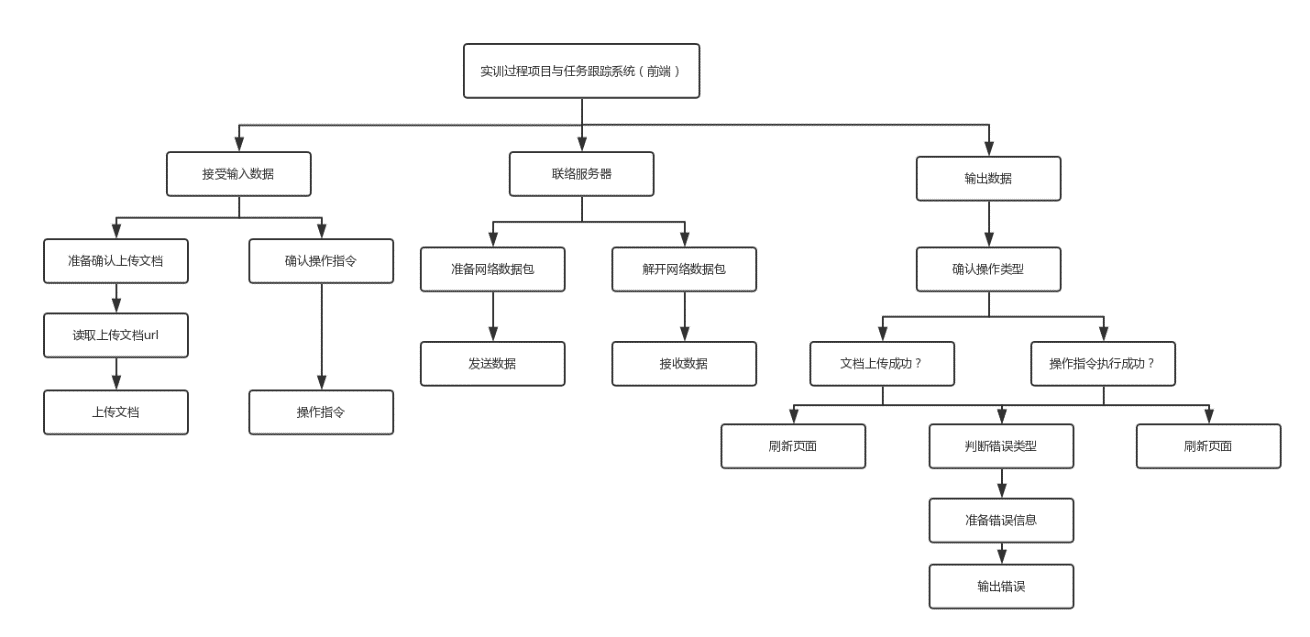 实训过程项目与任务跟踪系统（前端）
接受输入数据
联络服务器
输出数据
准备确认上传文档
确认操作指令
准备网络数据包
解开网络数据包
确认操作类型
读取上传文档url
发送数据
接收数据
文档上传成功？
操作指令执行成功？
上传文档
操作指令
刷新页面
判断错误类型
刷新页面
准备错误信息
输出错误